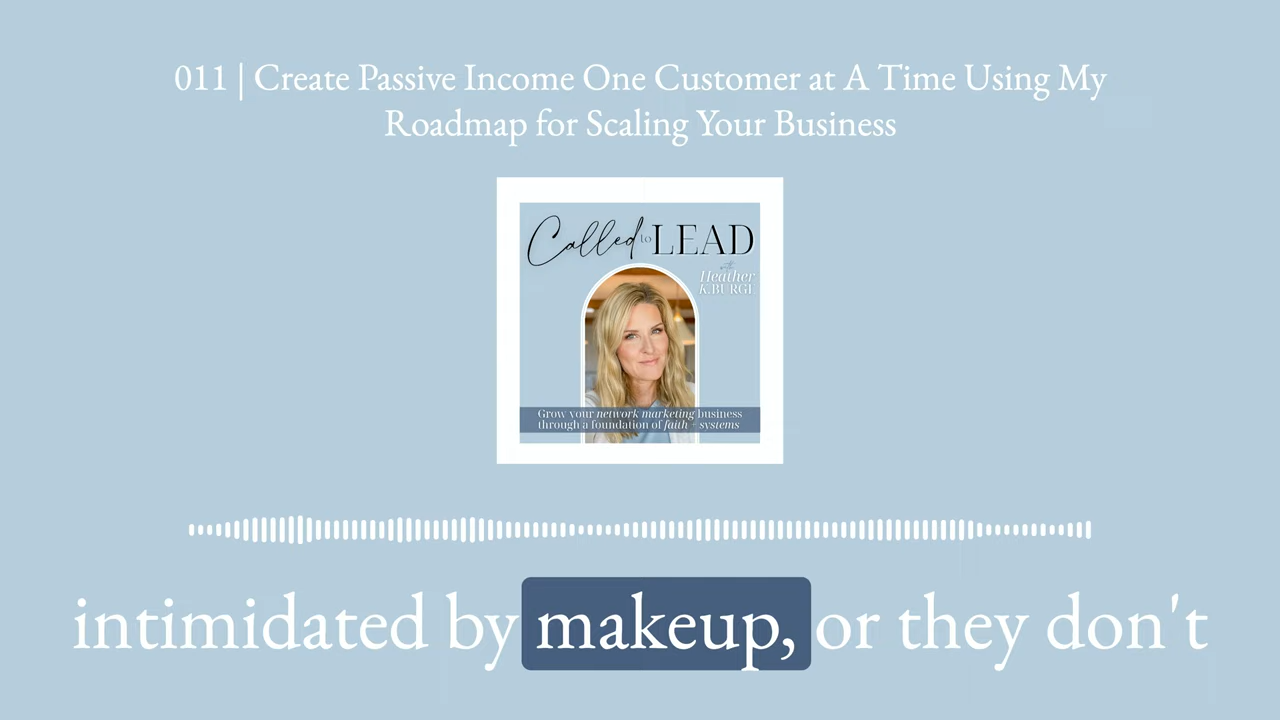 011 | Create Passive Income One Customer at A Time Using My
Roadmap for Scaling Your Business
Called to LEAD
with
Heather
K.BURGE
Grow your network marketing business
through a foundation of faith + systems
intimidated by makeup, or they don't